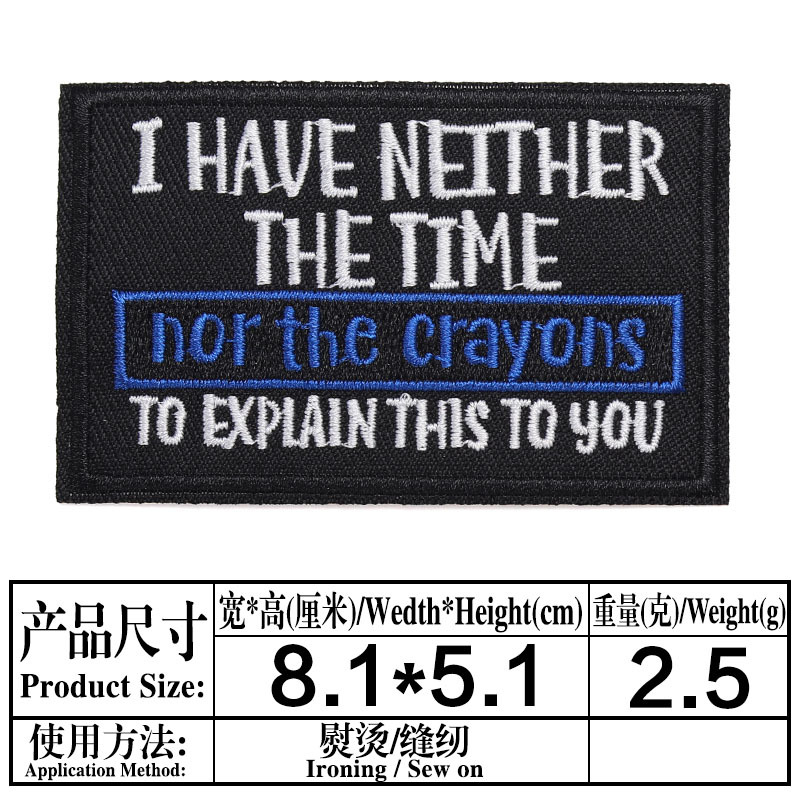 I HAVE NEITHER
THE TIME
nor the crayons
TO EXPLAIN THIS TO YOU
产品尺寸
Product Size:
宽*高(厘米)/Wedth*Height(cm)
重量(克)/Weight(g)
8.1*5.1
2.5
使用方法:
Application Method:
熨烫/缝纫
Ironing / Sew on